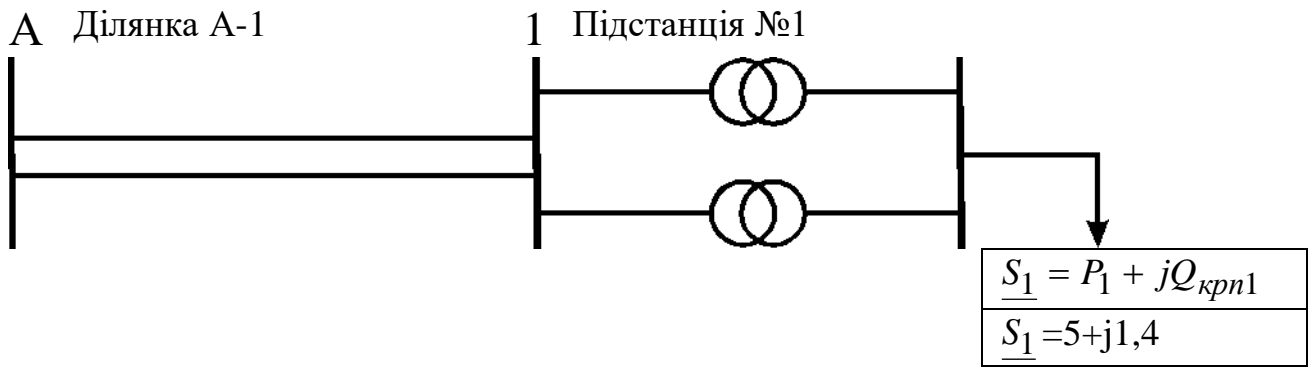 А Ділянка А-1 1 Підстанція №1
S1 = P1 + jQкрп1
S1 =5+j1,4